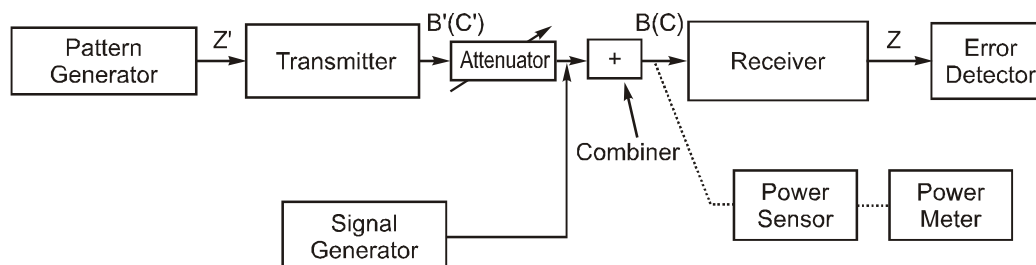 B'(C')
B(C)
Pattern
Generator
Z'
Transmitter
Attenuator
+
Receiver
Z
Error
Detector
Combiner
Signal
Generator
Power
Sensor
Power
Meter